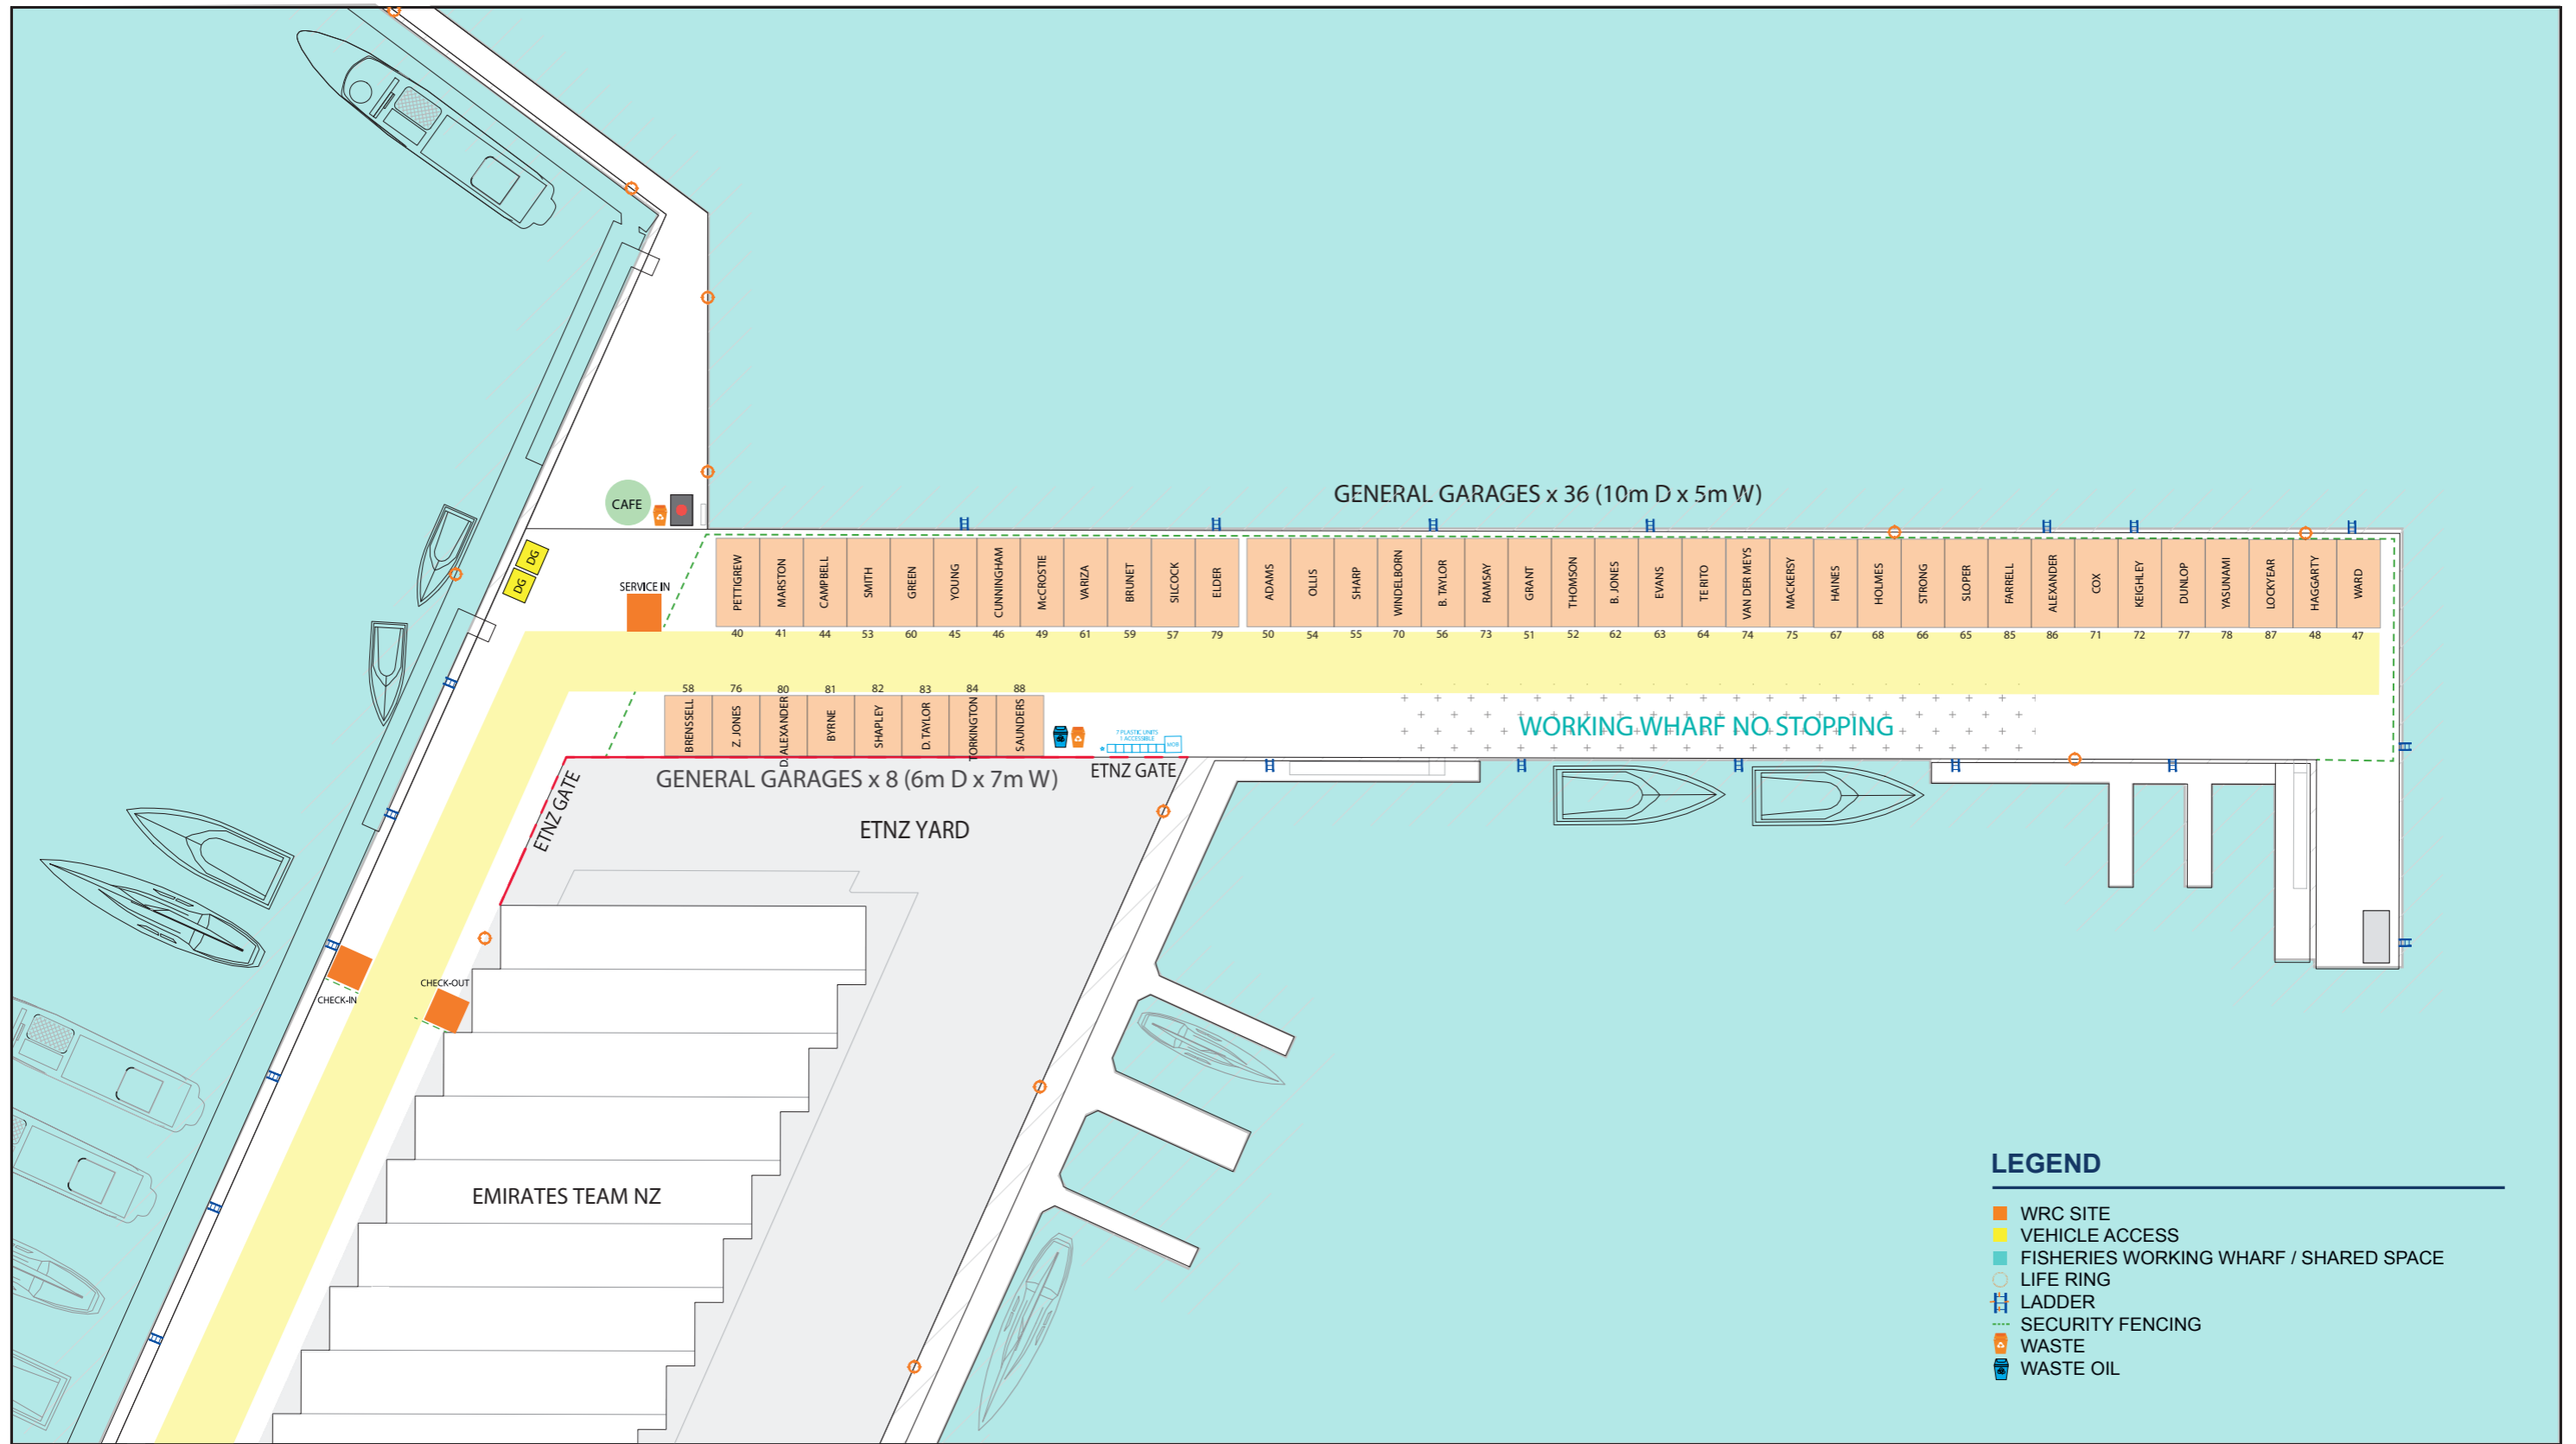 GENERAL GARAGES x 36 (10m D x 5m W)
CAFE
DG
DG
SERVICE IN
PETTIGREW
MARSTON
CAMPBELL
SMITH
GREEN
YOUNG
CUNNINGHAM
McCROSTIE
VARIZA
BRUNET
SILCOCK
ELDER
ADAMS
OLLIS
SHARP
WINDELBORN
B. TAYLOR
RAMSAY
GRANT
THOMSON
B. JONES
EVANS
TE RITO
VAN DER MEYS
MACKERSY
HAINES
HOLMES
STRONG
SLOPER
FARRELL
ALEXANDER
COX
KEIGHLEY
DUNLOP
YASUNAMI
LOCKYEAR
HAGGARTY
WARD
40 41 44 53 60 45 46 49 61 59 57 79 50 54 55 70 56 73 51 52 62 63 64 74 75 67 68 66 65 85 86 71 72 77 78 87 48 47
58 76 80 81 82 83 84 88
BRENSSELL
Z. JONES
D. ALEXANDER
BYRNE
SHAPLEY
D. TAYLOR
TORKINGTON
SAUNDERS
7 PLASTIC UNITS
1 ACCESSIBLE
WORKING WHARF NO STOPPING
ETNZ GATE
GENERAL GARAGES x 8 (6m D x 7m W)
ETNZ GATE
ETNZ YARD
CHECK-IN
CHECK-OUT
EMIRATES TEAM NZ
LEGEND
WRC SITE
VEHICLE ACCESS
FISHERIES WORKING WHARF / SHARED SPACE
LIFE RING
LADDER
SECURITY FENCING
WASTE
WASTE OIL